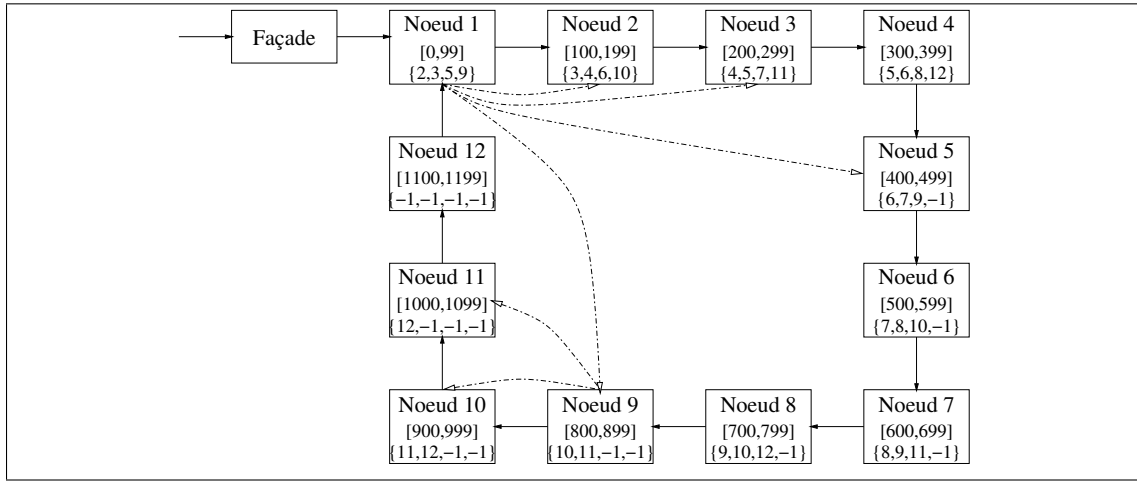 Façade
Noeud 1
[0,99]
{2,3,5,9}
Noeud 2
[100,199]
{3,4,6,10}
Noeud 3
[200,299]
{4,5,7,11}
Noeud 4
[300,399]
{5,6,8,12}
Noeud 12
[1100,1199]
{−1,−1,−1,−1}
Noeud 5
[400,499]
{6,7,9,−1}
Noeud 11
[1000,1099]
{12,−1,−1,−1}
Noeud 6
[500,599]
{7,8,10,−1}
Noeud 10
[900,999]
{11,12,−1,−1}
Noeud 9
[800,899]
{10,11,−1,−1}
Noeud 8
[700,799]
{9,10,12,−1}
Noeud 7
[600,699]
{8,9,11,−1}